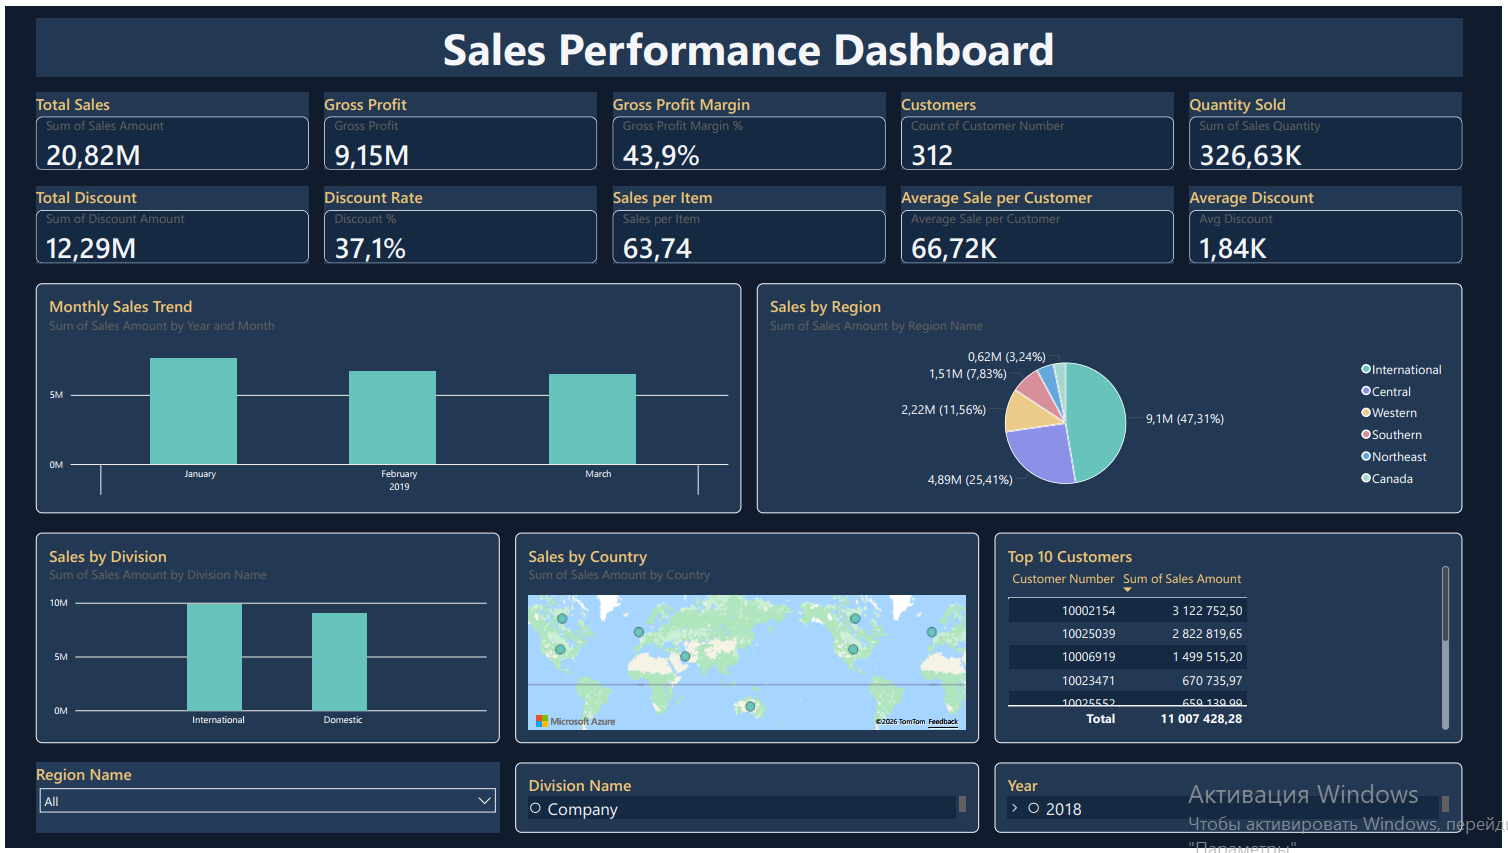 Sales Performance Dashboard
Total Sales
Sum of Sales Amount
20,82M
Gross Profit
Gross Profit
9,15M
Gross Profit Margin
Gross Profit Margin %
43,9%
Customers
Count of Customer Number
312
Quantity Sold
Sum of Sales Quantity
326,63K
Total Discount
Sum of Discount Amount
12,29M
Discount Rate
Discount %
37,1%
Sales per Item
Sales per Item
63,74
Average Sale per Customer
Average Sale per Customer
66,72K
Average Discount
Avg Discount
1,84K
Monthly Sales Trend
Sum of Sales Amount by Year and Month
5M
0M
January
February
March
2019
Sales by Region
Sum of Sales Amount by Region Name
0,62M (3,24%)
1,51M (7,83%)
2,22M (11,56%)
4,89M (25,41%)
9,1M (47,31%)
International
Central
Western
Southern
Northeast
Canada
Sales by Division
Sum of Sales Amount by Division Name
10M
5M
0M
International
Domestic
Sales by Country
Sum of Sales Amount by Country
Microsoft Azure
©2026 TomTom Feedback
Top 10 Customers
Customer Number Sum of Sales Amount
10002154 3 122 752,50
10025039 2 822 819,65
10006919 1 499 515,20
10023471 670 735,97
10025552 659 139,99
Total 11 007 428,28
Region Name
All
Division Name
Company
Year
2018
Активация Windows
Чтобы активировать Windows, перейд
"Параметры"